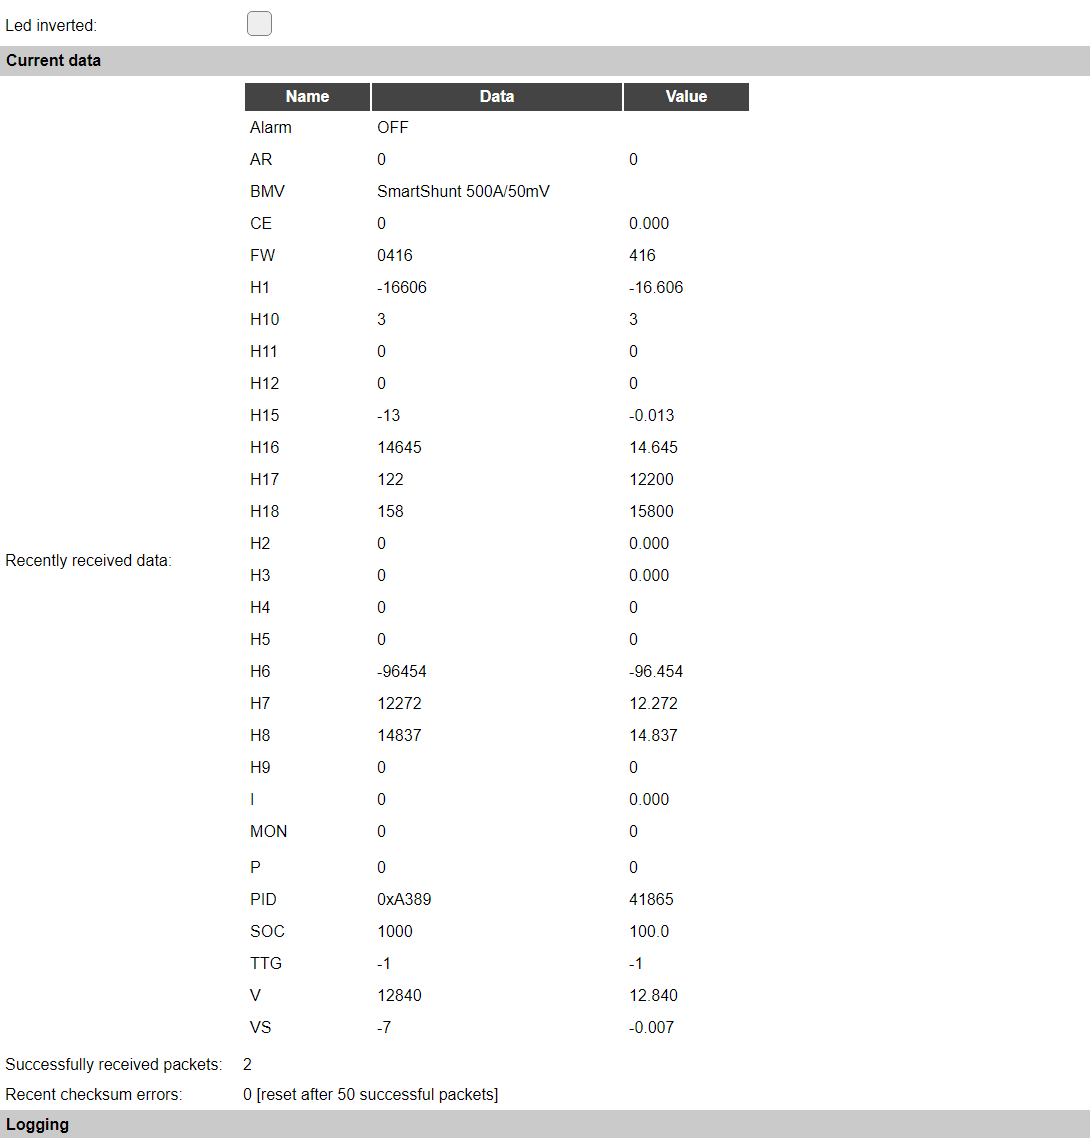 Led inverted:
Current data
Name Data Value
Alarm OFF
AR 0 0
BMV SmartShunt 500A/50mV
CE 0 0.000
FW 0416 416
H1 -16606 -16.606
H10 3 3
H11 0 0
H12 0 0
H15 -13 -0.013
H16 14645 14.645
H17 122 12200
H18 158 15800
H2 0 0.000
Recently received data:
H3 0 0.000
H4 0 0
H5 0 0
H6 -96454 -96.454
H7 12272 12.272
H8 14837 14.837
H9 0 0
I 0 0.000
MON 0 0
P 0 0
PID 0xA389 41865
SOC 1000 100.0
TTG -1 -1
V 12840 12.840
VS -7 -0.007
Successfully received packets: 2
Recent checksum errors: 0 [reset after 50 successful packets]
Logging